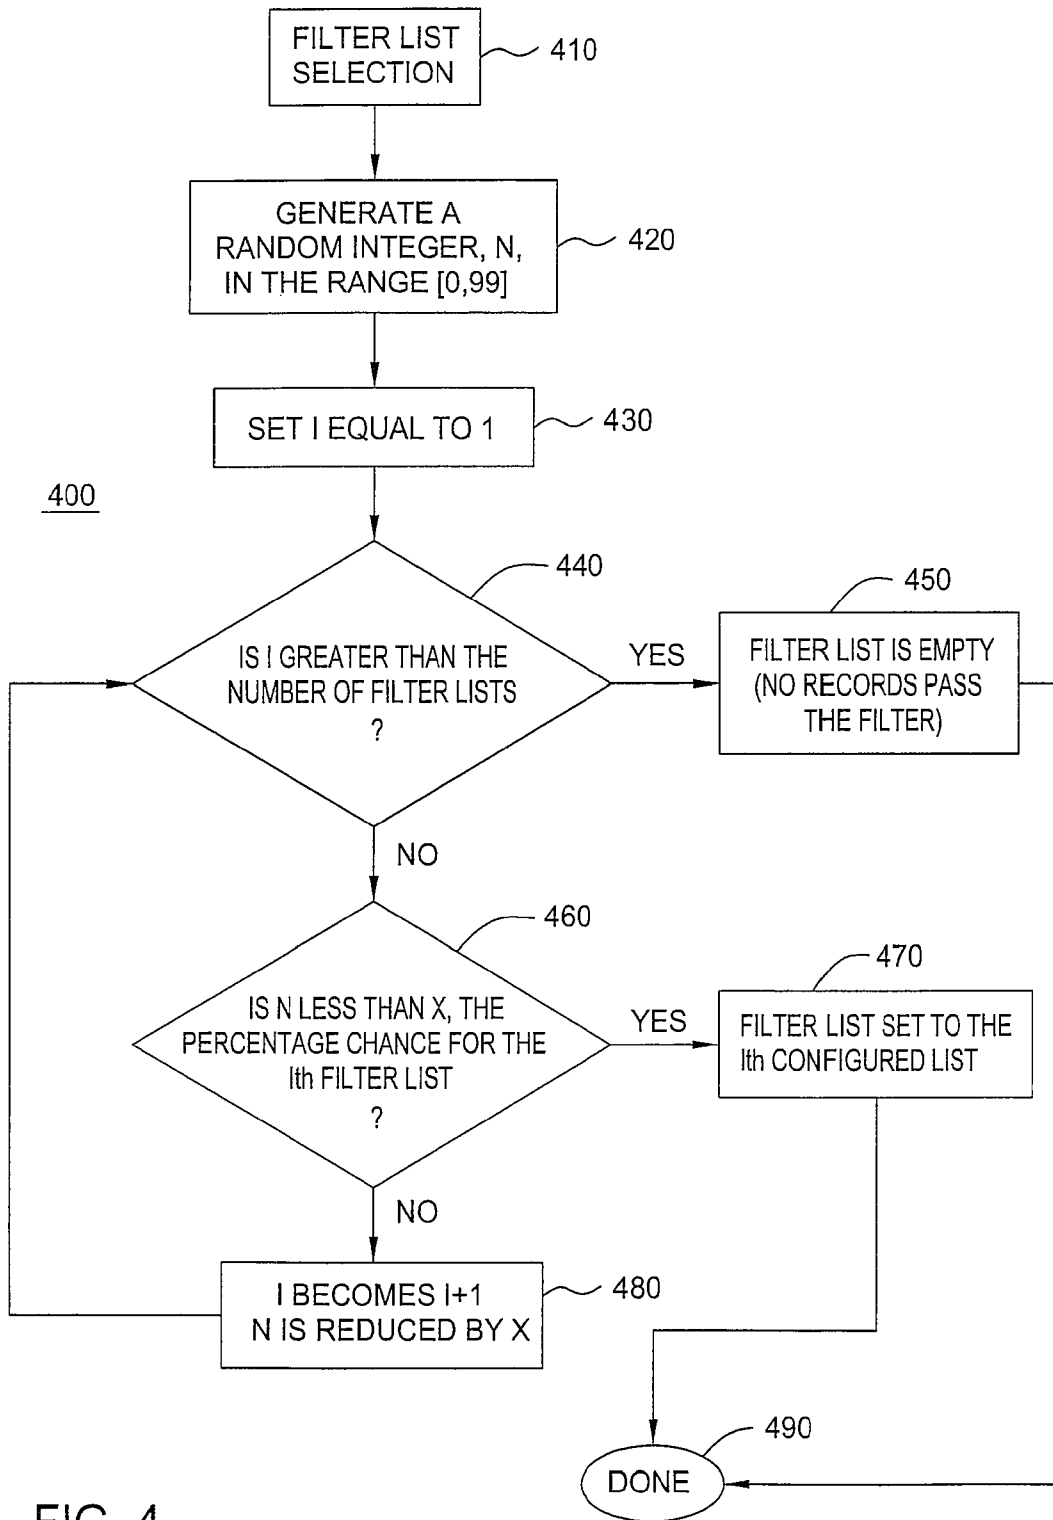 FILTER LIST
SELECTION
410
GENERATE A
RANDOM INTEGER, N,
IN THE RANGE [0,99]
420
SET I EQUAL TO 1
430
400
440
IS I GREATER THAN THE
NUMBER OF FILTER LISTS
?
YES
450
FILTER LIST IS EMPTY
(NO RECORDS PASS
THE FILTER)
NO
460
IS N LESS THAN X, THE
PERCENTAGE CHANCE FOR THE
Ith FILTER LIST
?
YES
470
FILTER LIST SET TO THE
Ith CONFIGURED LIST
NO
I BECOMES I+1
N IS REDUCED BY X
480
490
DONE
FIG. 4